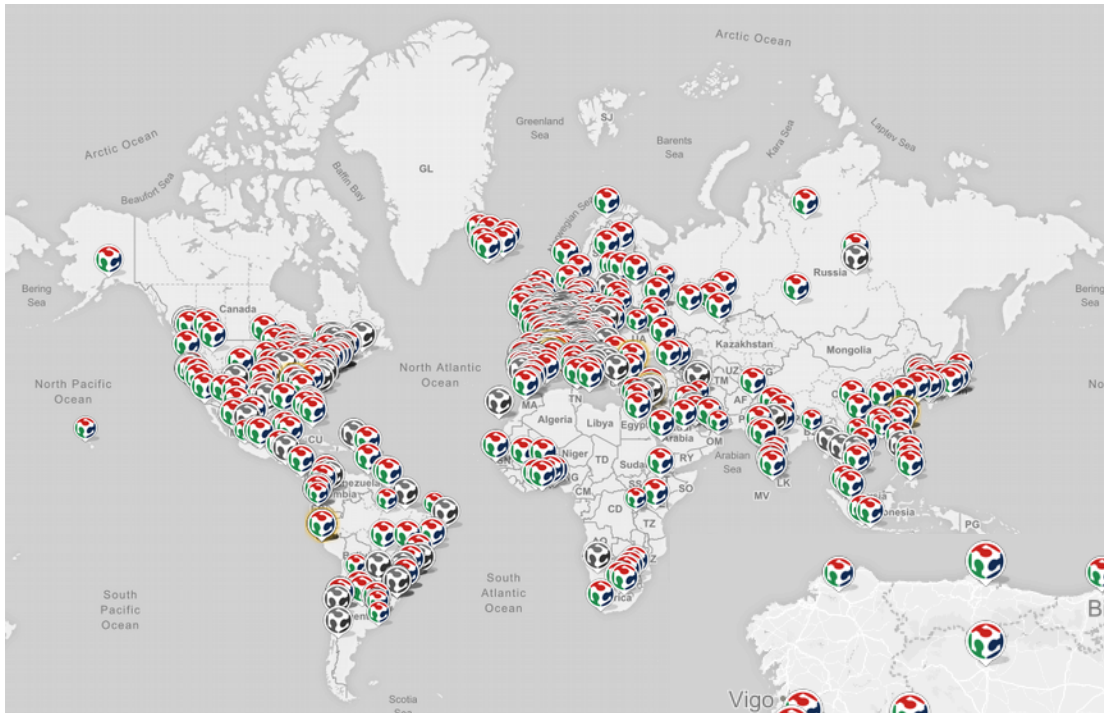 Arctic Ocean
SJ
Greenland
Sea
Barents
Sea
Kara Sea
Laptev Sea
Arctic Ocean
Beaufort Sea
Baffin Bay
GL
Norwegian Sea
Bering
Sea
Canada
Russia
Bering
Sea
UA
Kazakhstan
Mongolia
North Pacific
Ocean
North Atlantic
Ocean
UZ
TM
AF
MA
TN
Algeria
Libya
Egypt
Arabia
OM
CU
Niger
TD
Sudan
RY
Arabian
Sea
SS
CM
SO
LK
MV
CD
TZ
PG
South
Pacific
Ocean
South
Atlantic
Ocean
Scotia
Vigo